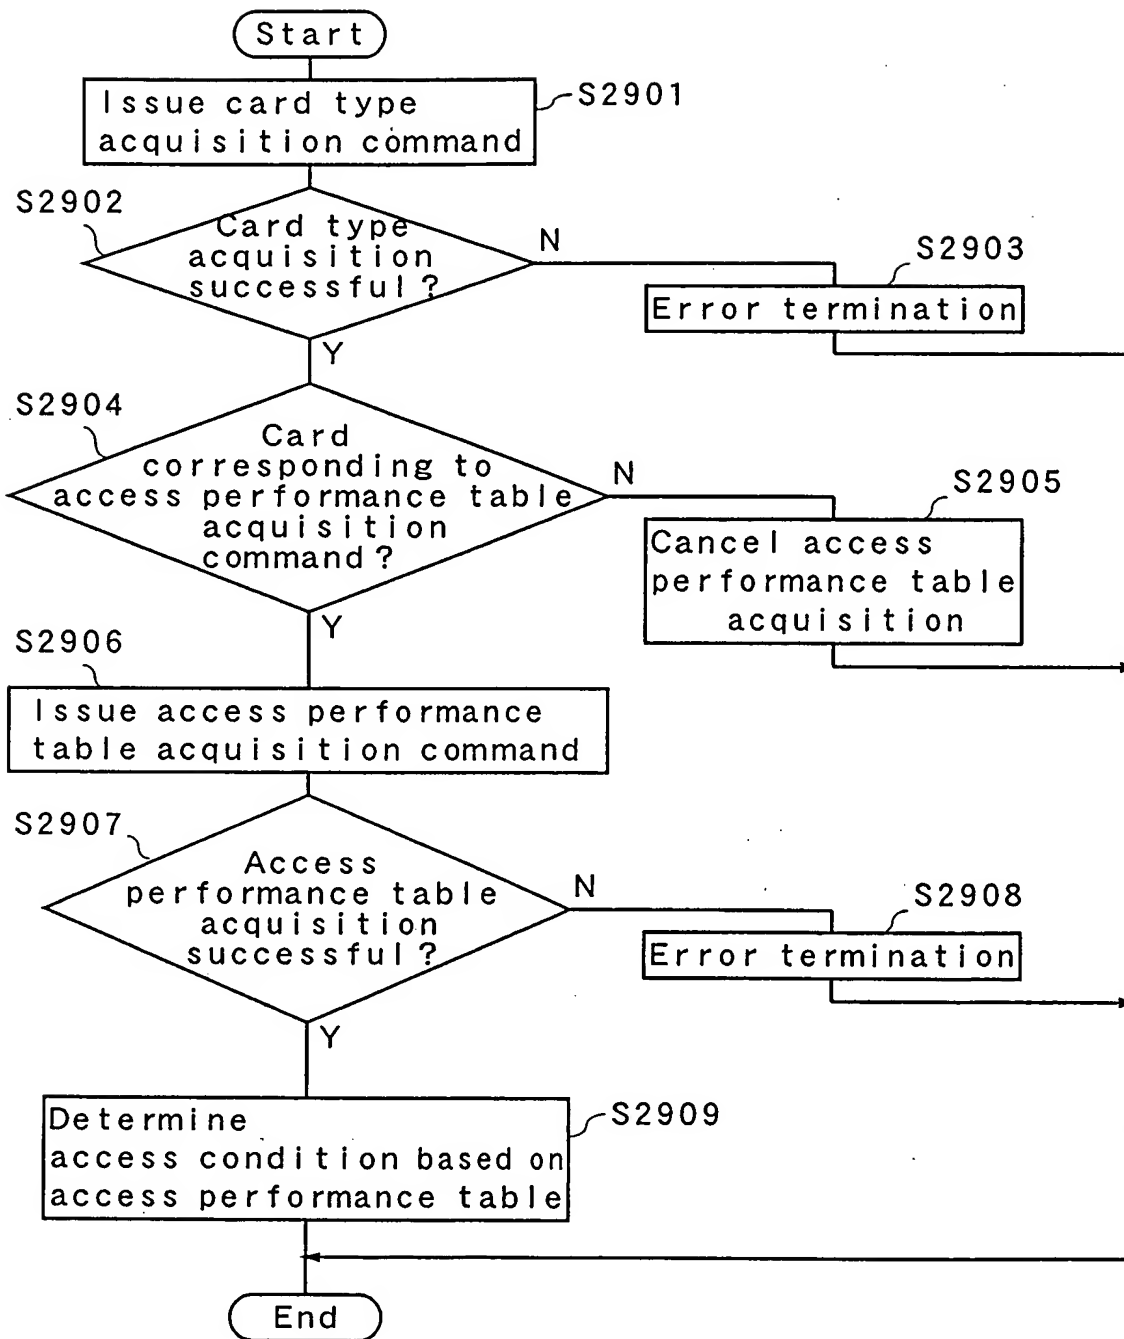 Start
Issue card type
acquisition command
S2901
S2902
Card type
acquisition
successful?
N
S2903
Error termination
Y
S2904
Card
corresponding to
access performance table
acquisition
command?
N
S2905
Cancel access
performance table
acquisition
Y
S2906
Issue access performance
table acquisition command
S2907
Access
performance table
acquisition
successful?
N
S2908
Error termination
Y
Determine
access condition based on
access performance table
S2909
End